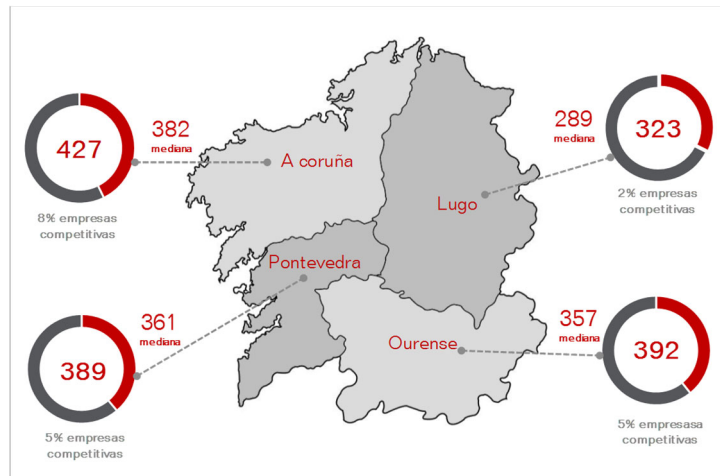 427
382
mediana
8% empresas
competitivas
A coruña
289
mediana
323
2% empresas
competitivas
Lugo
Pontevedra
361
mediana
389
5% empresas
competitivas
Ourense
357
mediana
392
5% empresasa
competitivas